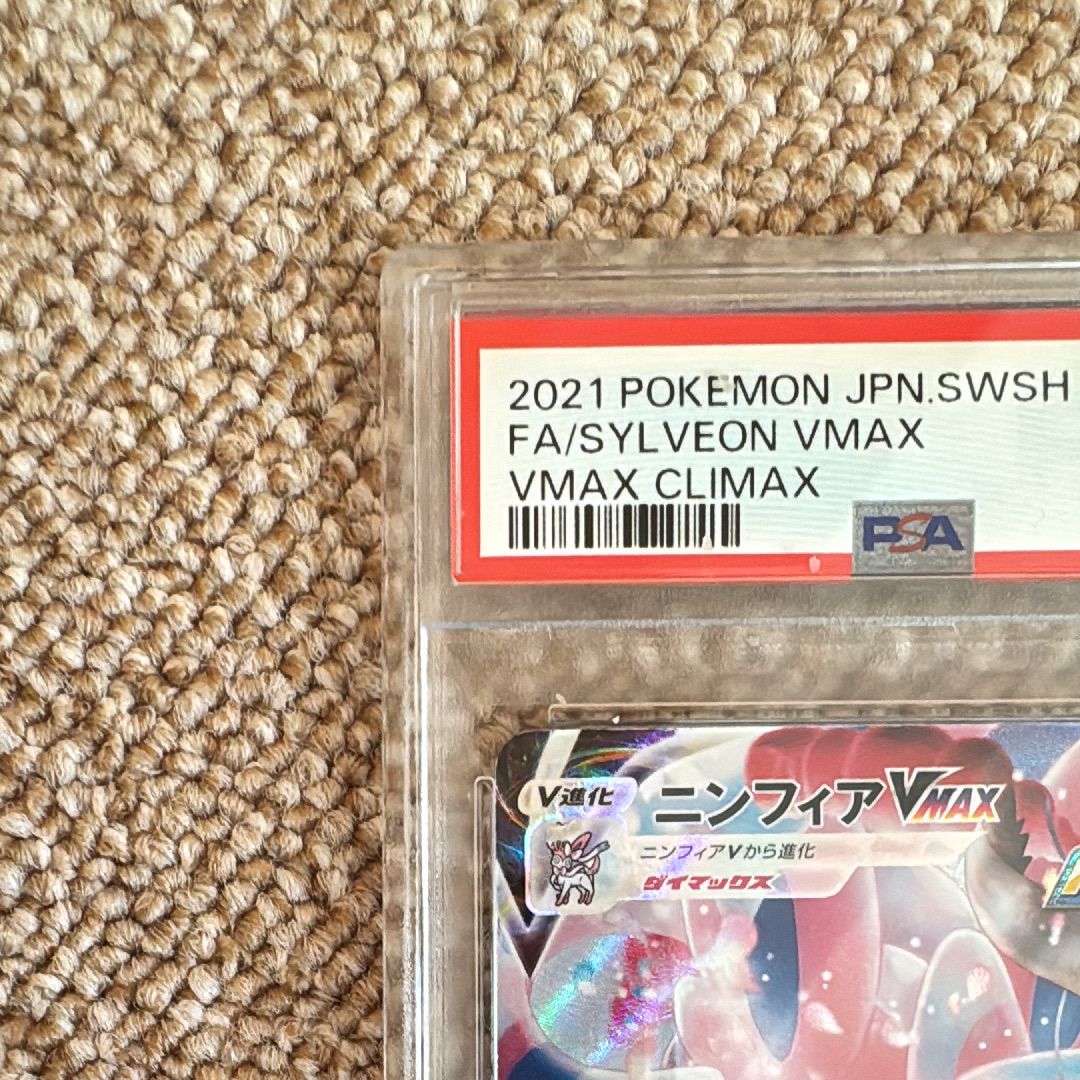 2021 POKEMON JPN.SWSH
FA/SYLVEON VMAX
VMAX CLIMAX
PSA
V進化
ニンフィアVMAX
ニンフィアVから進化
ダイマックス